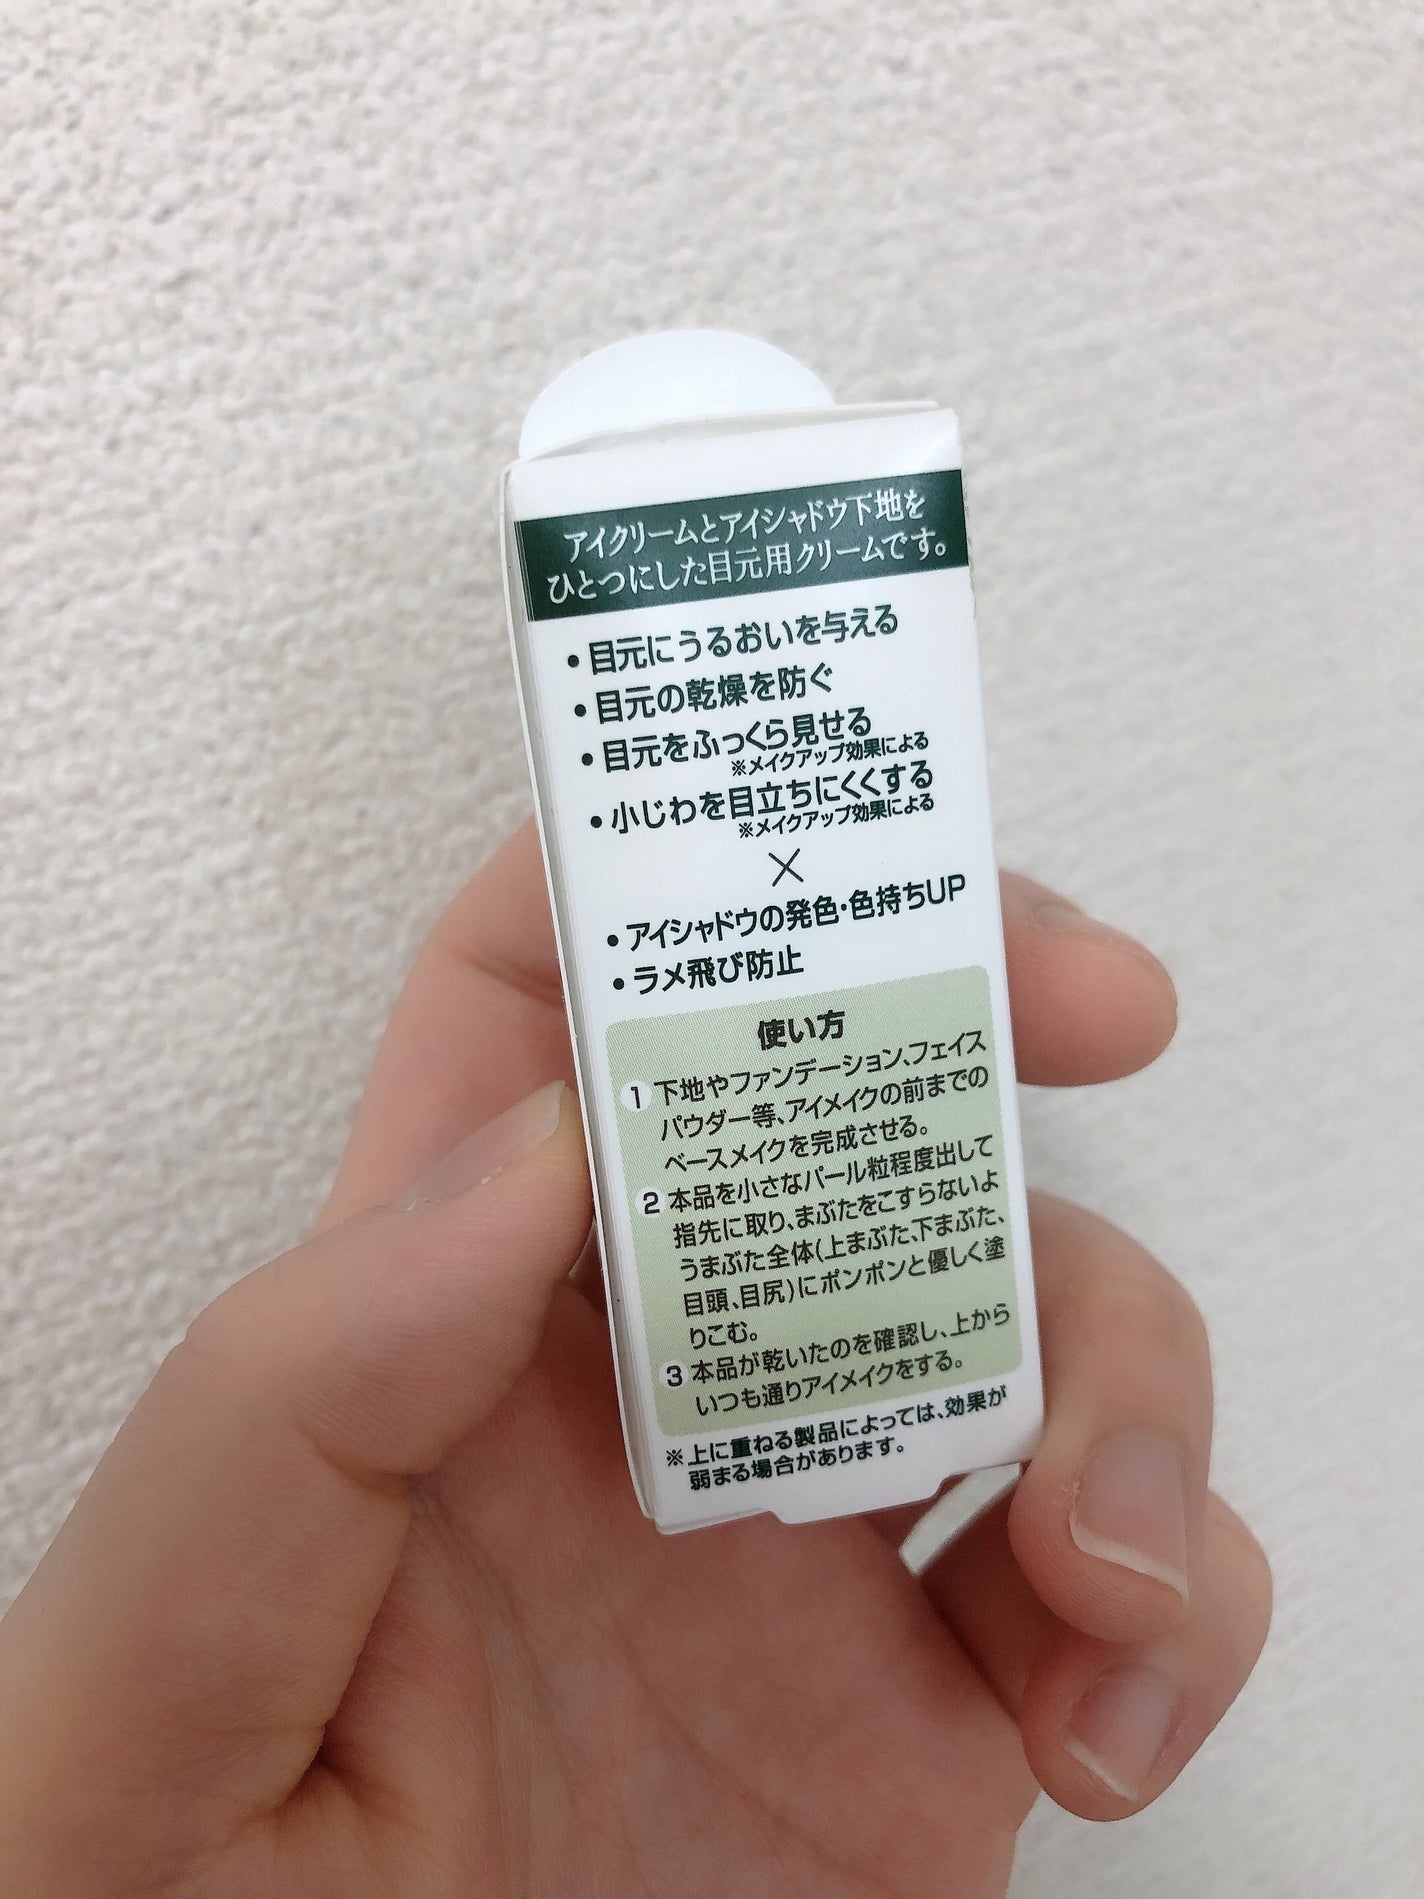 アイクリームとアイシャドウ下地を
ひとつにした目元用クリームです。
•目元にうるおいを与える
•目元の乾燥を防ぐ
•目元をふっくら見せる
※メイクアップ効果による
•小じわを目立ちにくくする
※メイクアップ効果による
×
•アイシャドウの発色・色持ちUP
•ラメ飛び防止
使い方
1 下地やファンデーション、フェイス
パウダー等、アイメイクの前までの
ベースメイクを完成させる。
2 本品を小さなパール粒程度出して
指先に取り、まぶたをこすらないよ
うまぶた全体(上まぶた、下まぶた、
目頭、目尻)にポンポンと優しく塗
りこむ。
3 本品が乾いたのを確認し、上から
いつも通りアイメイクをする。
※上に重ねる製品によっては、効果が
弱まる場合があります。